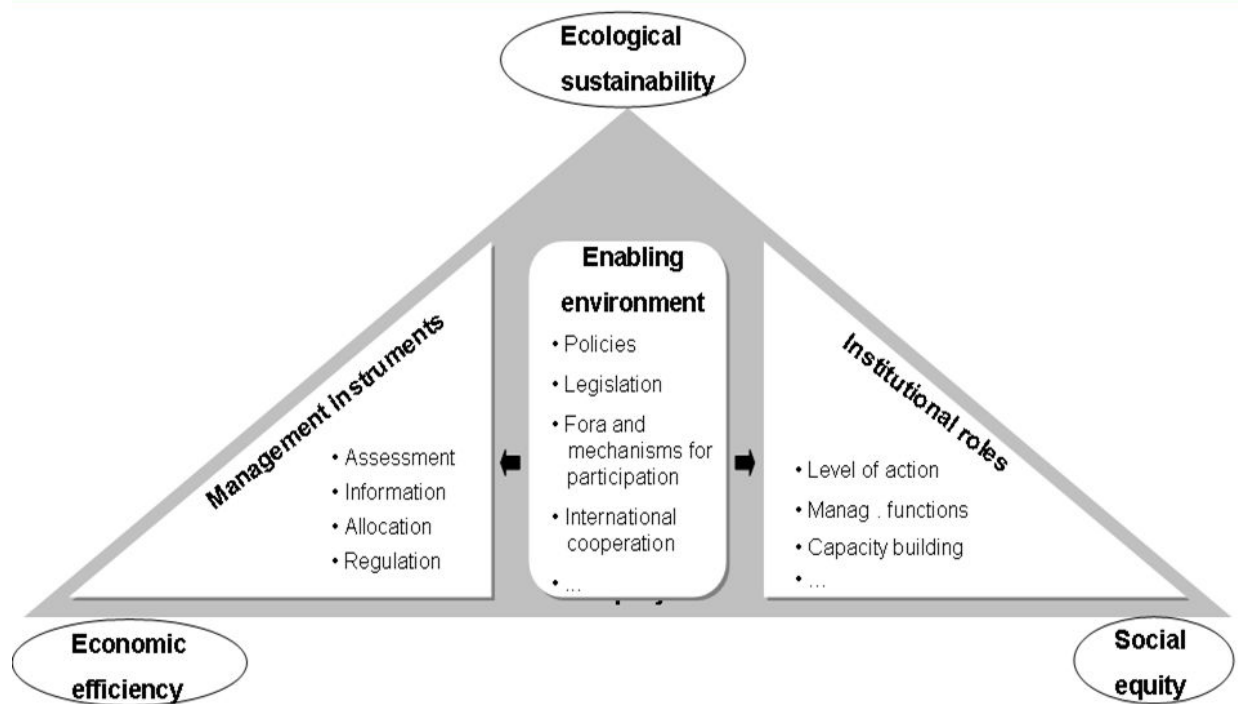 Ecological
sustainability
Enabling
environment
• Policies
• Legislation
• Fora and
mechanisms for
participation
• International
cooperation
• ...
Management instruments
• Assessment
• Information
• Allocation
• Regulation
Institutional roles
• Level of action
• Manag . functions
• Capacity building
• ...
Economic
efficiency
Social
equity